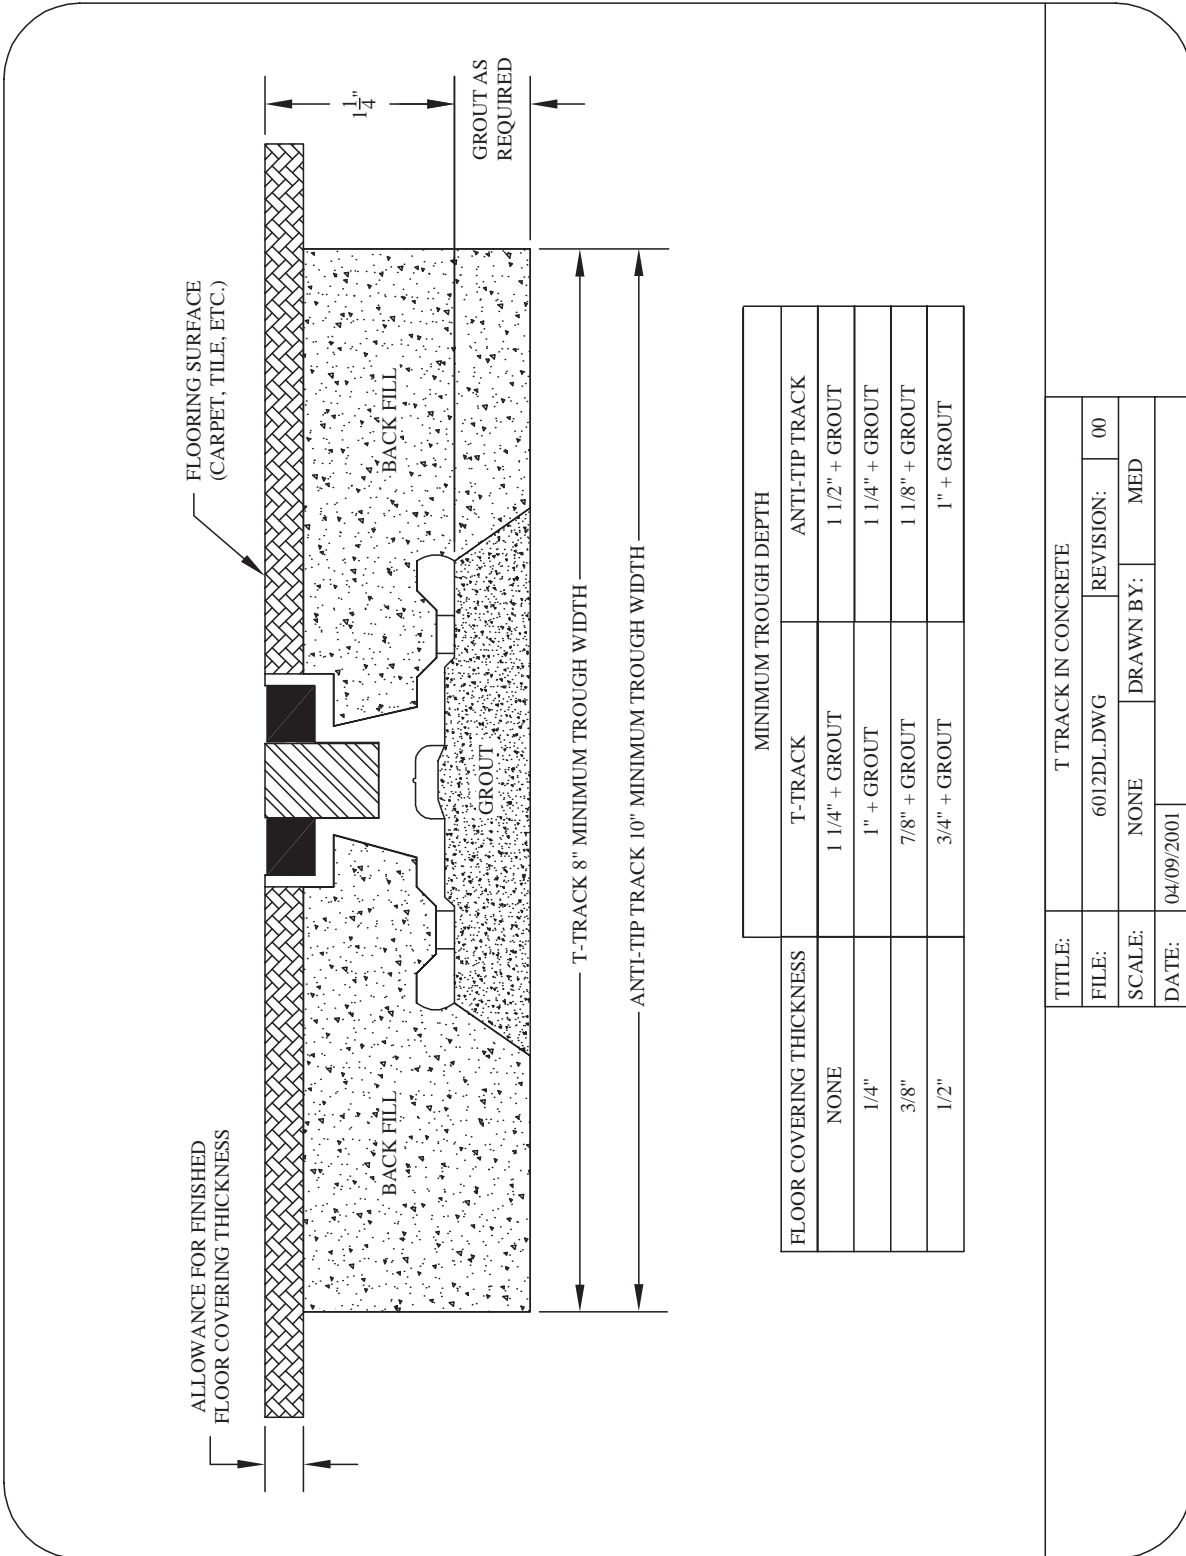 ALLOWANCE FOR FINISHED
FLOOR COVERING THICKNESS
FLOORING SURFACE
(CARPET, TILE, ETC.)
1 1/4"
GROUT AS
REQUIRED
BACK FILL
BACK FILL
GROUT
T-TRACK 8" MINIMUM TROUGH WIDTH
ANTI-TIP TRACK 10" MINIMUM TROUGH WIDTH
MINIMUM TROUGH DEPTH
FLOOR COVERING THICKNESS T-TRACK ANTI-TIP TRACK
NONE 1 1/4" + GROUT 1 1/2" + GROUT
1/4" 1" + GROUT 1 1/4" + GROUT
3/8" 7/8" + GROUT 1 1/8" + GROUT
1/2" 3/4" + GROUT 1" + GROUT
TITLE: T TRACK IN CONCRETE
FILE: 6012DL.DWG REVISION: 00
SCALE: NONE DRAWN BY: MED
DATE: 04/09/2001